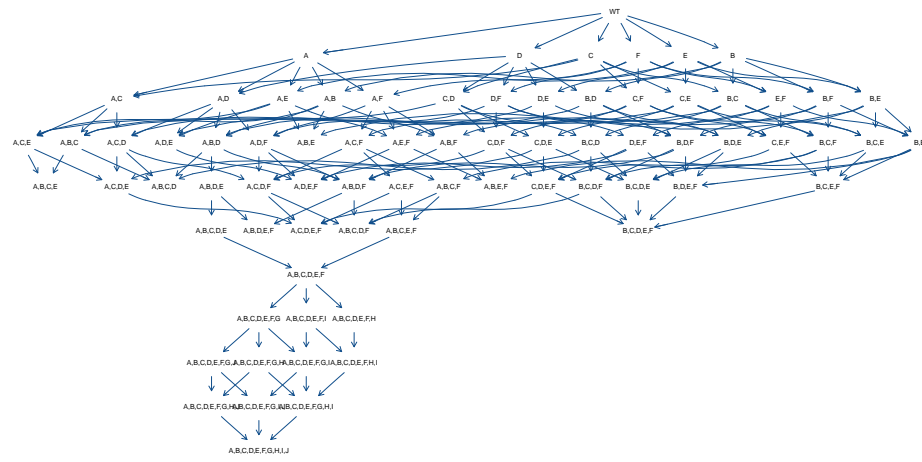 WT
A D C F E B
A,C A,D A,E A,B A,F C,D D,F D,E B,D C,F C,E B,C E,F B,F B,E
A,C,E A,B,C A,C,D A,D,E A,B,D A,D,F A,B,E A,C,F A,E,F A,B,F C,D,F C,D,E B,C,D D,E,F B,D,F B,D,E C,E,F B,C,F B,C,E
A,B,C,E A,C,D,E A,B,C,D A,B,D,E A,C,D,F A,D,E,F A,B,D,F A,C,E,F A,B,C,F A,B,E,F C,D,E,F B,C,D,F B,C,D,E B,D,E,F B,C,E,F
A,B,C,D,E A,B,D,E,F A,C,D,E,F A,B,C,D,F A,B,C,E,F B,C,D,E,F
A,B,C,D,E,F
A,B,C,D,E,F,G A,B,C,D,E,F,I A,B,C,D,E,F,H
A,B,C,D,E,F,H,I
A,B,C,D,E,F,G,H,I,J